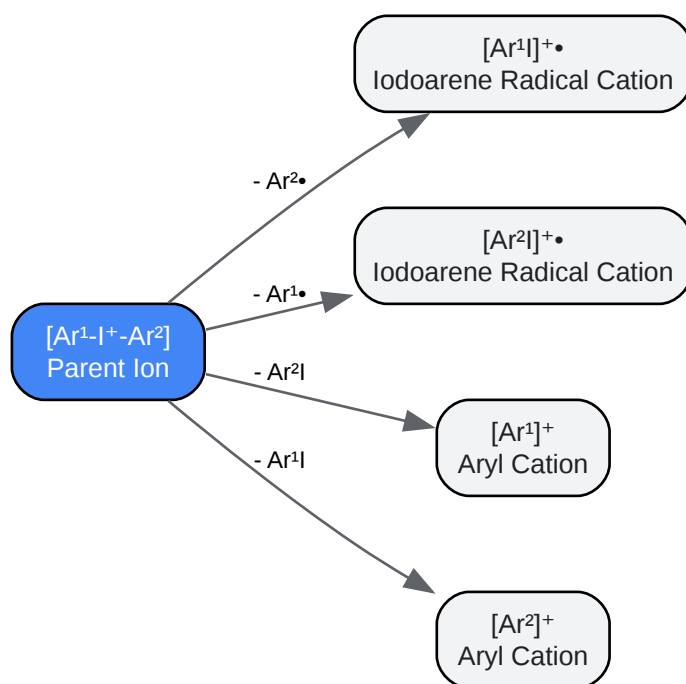 [Ar¹I]⁺•
Iodoarene Radical Cation
- Ar²•
[Ar²I]⁺•
Iodoarene Radical Cation
- Ar¹•
[Ar¹-I⁺-Ar²]
Parent Ion
- Ar²I
[Ar¹]⁺
Aryl Cation
- Ar¹I
[Ar²]⁺
Aryl Cation